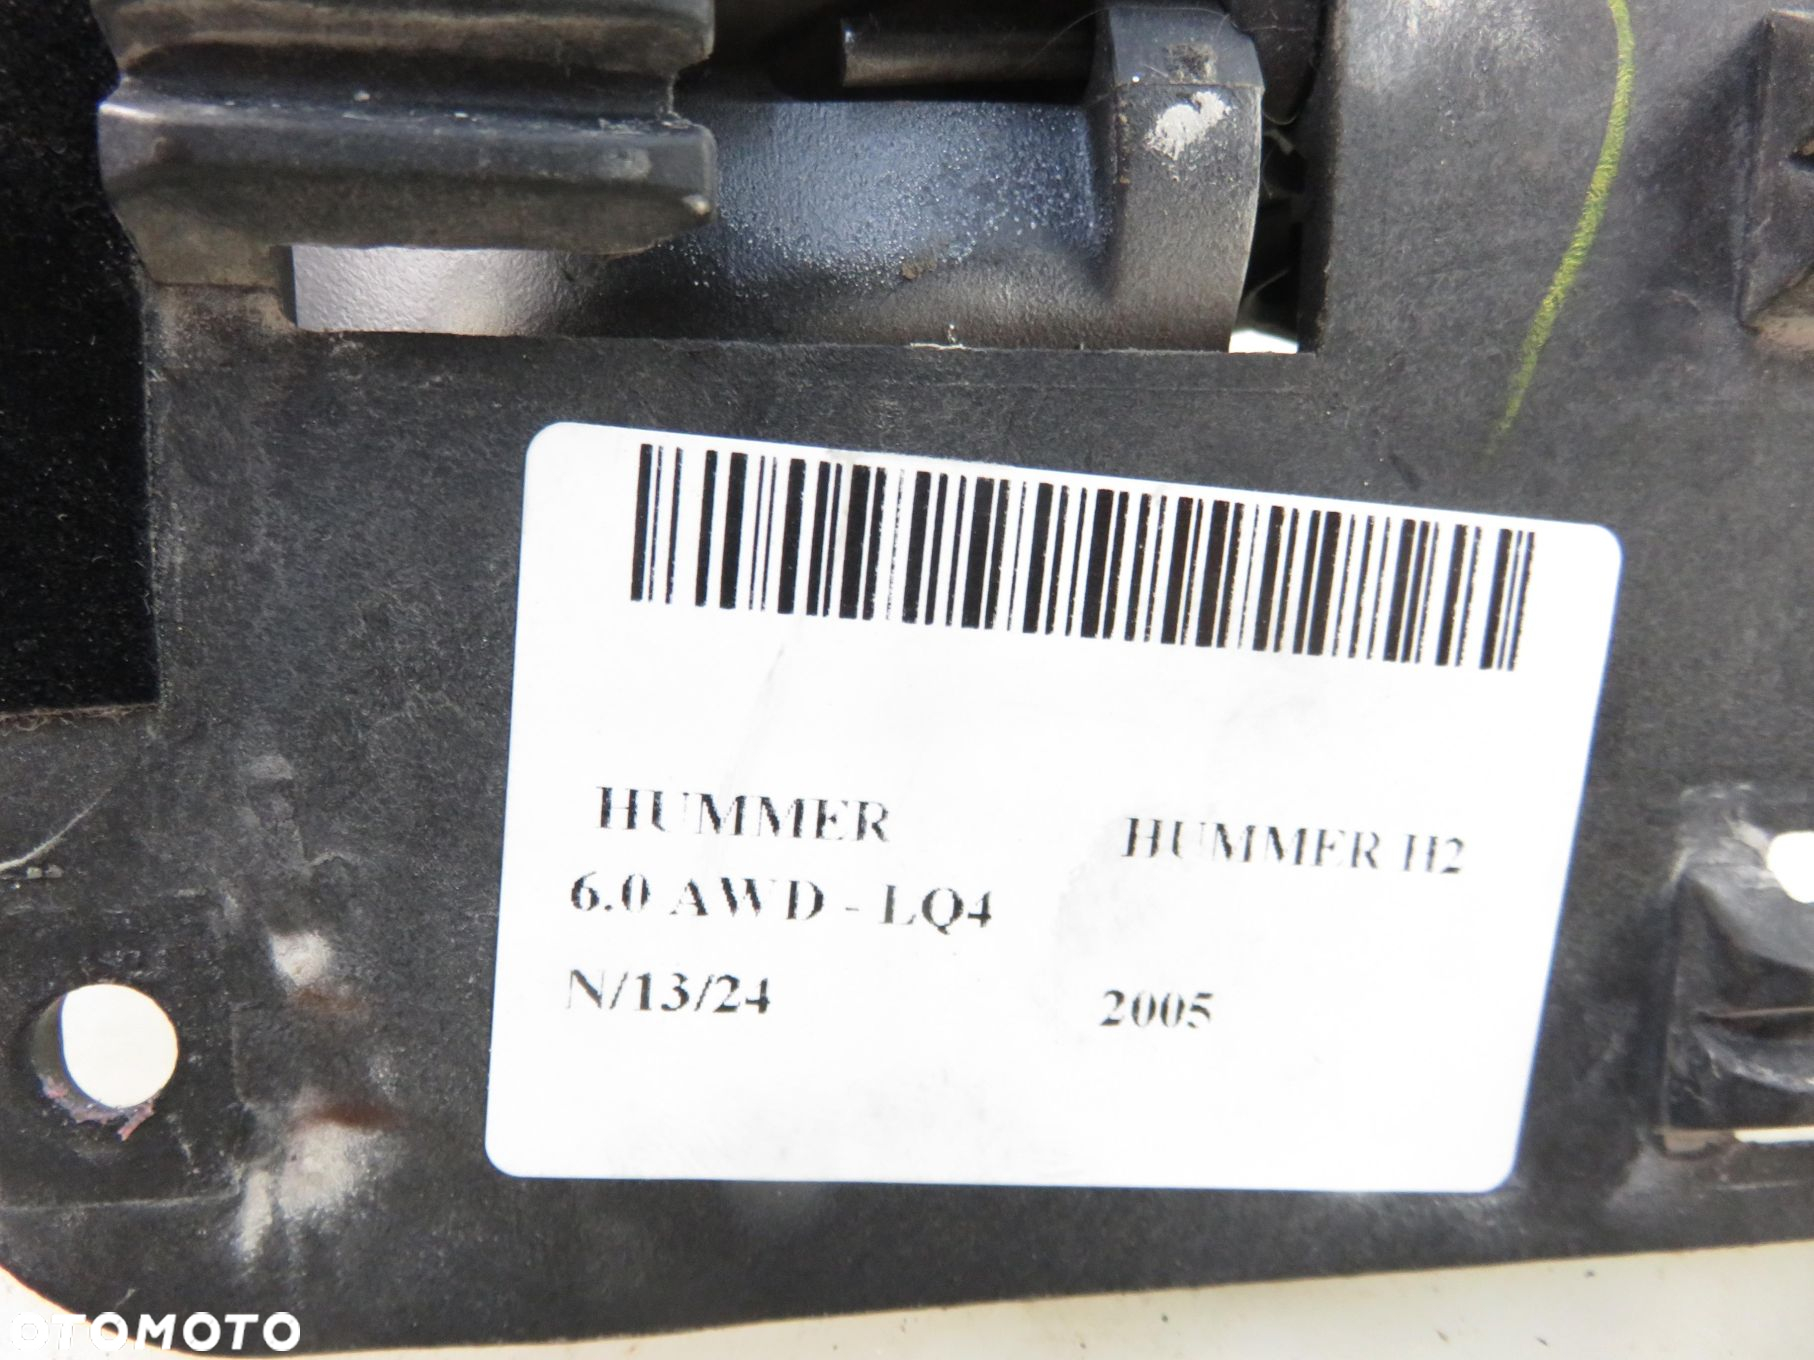 HUMMER HUMMER H2
6.0 AWD - LQ4
N/13/24 2005
OTOMOTO